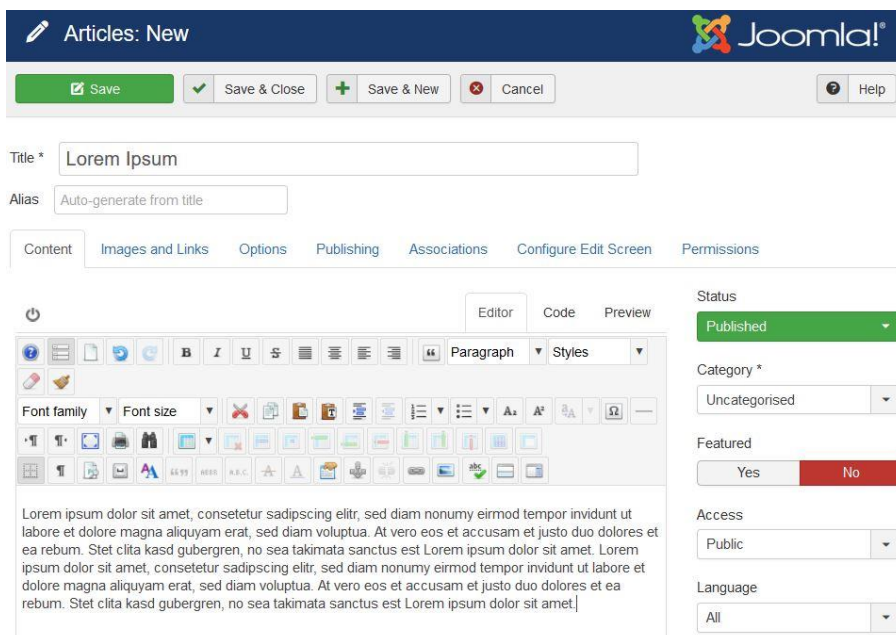 Articles: New
Joomla!®
Save
Save & Close
Save & New
Cancel
Help
Title *
Lorem Ipsum
Alias
Auto-generate from title
Content
Images and Links
Options
Publishing
Associations
Configure Edit Screen
Permissions
Editor
Code
Preview
Paragraph
Styles
Font family
Font size
Lorem ipsum dolor sit amet, consetetur sadipscing elitr, sed diam nonumy eirmod tempor invidunt ut
labore et dolore magna aliquyam erat, sed diam voluptua. At vero eos et accusam et justo duo dolores et
ea rebum. Stet clita kasd gubergren, no sea takimata sanctus est Lorem ipsum dolor sit amet. Lorem
ipsum dolor sit amet, consetetur sadipscing elitr, sed diam nonumy eirmod tempor invidunt ut labore et
dolore magna aliquyam erat, sed diam voluptua. At vero eos et accusam et justo duo dolores et ea
rebum. Stet clita kasd gubergren, no sea takimata sanctus est Lorem ipsum dolor sit amet.
Status
Published
Category *
Uncategorised
Featured
Yes
No
Access
Public
Language
All